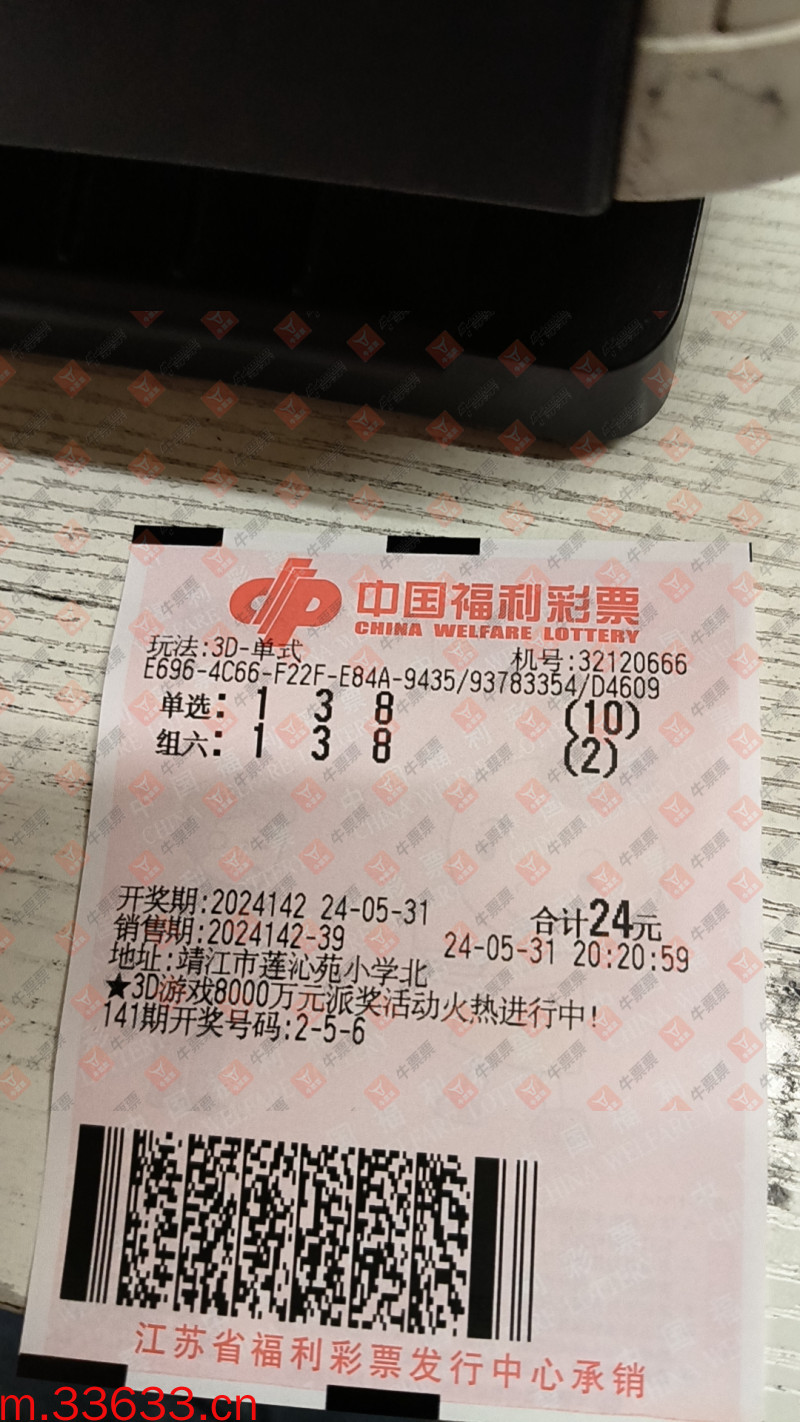 中国福利彩票
CHINA WELFARE LOTTERY
玩法:3D-单式 机号:32120666
E696-4C66-F22F-E84A-9435/93783354/D4609
单选: 1 3 8 (10)
组六: 1 3 8 (2)
开奖期:2024142 24-05-31 合计24元
销售期:2024142-39 24-05-31 20:20:59
地址:靖江市莲沁苑小学北
★3D游戏8000万元派奖活动火热进行中!
141期开奖号码:2-5-6
江苏省福利彩票发行中心承销
m.33633.cn
牛彩票